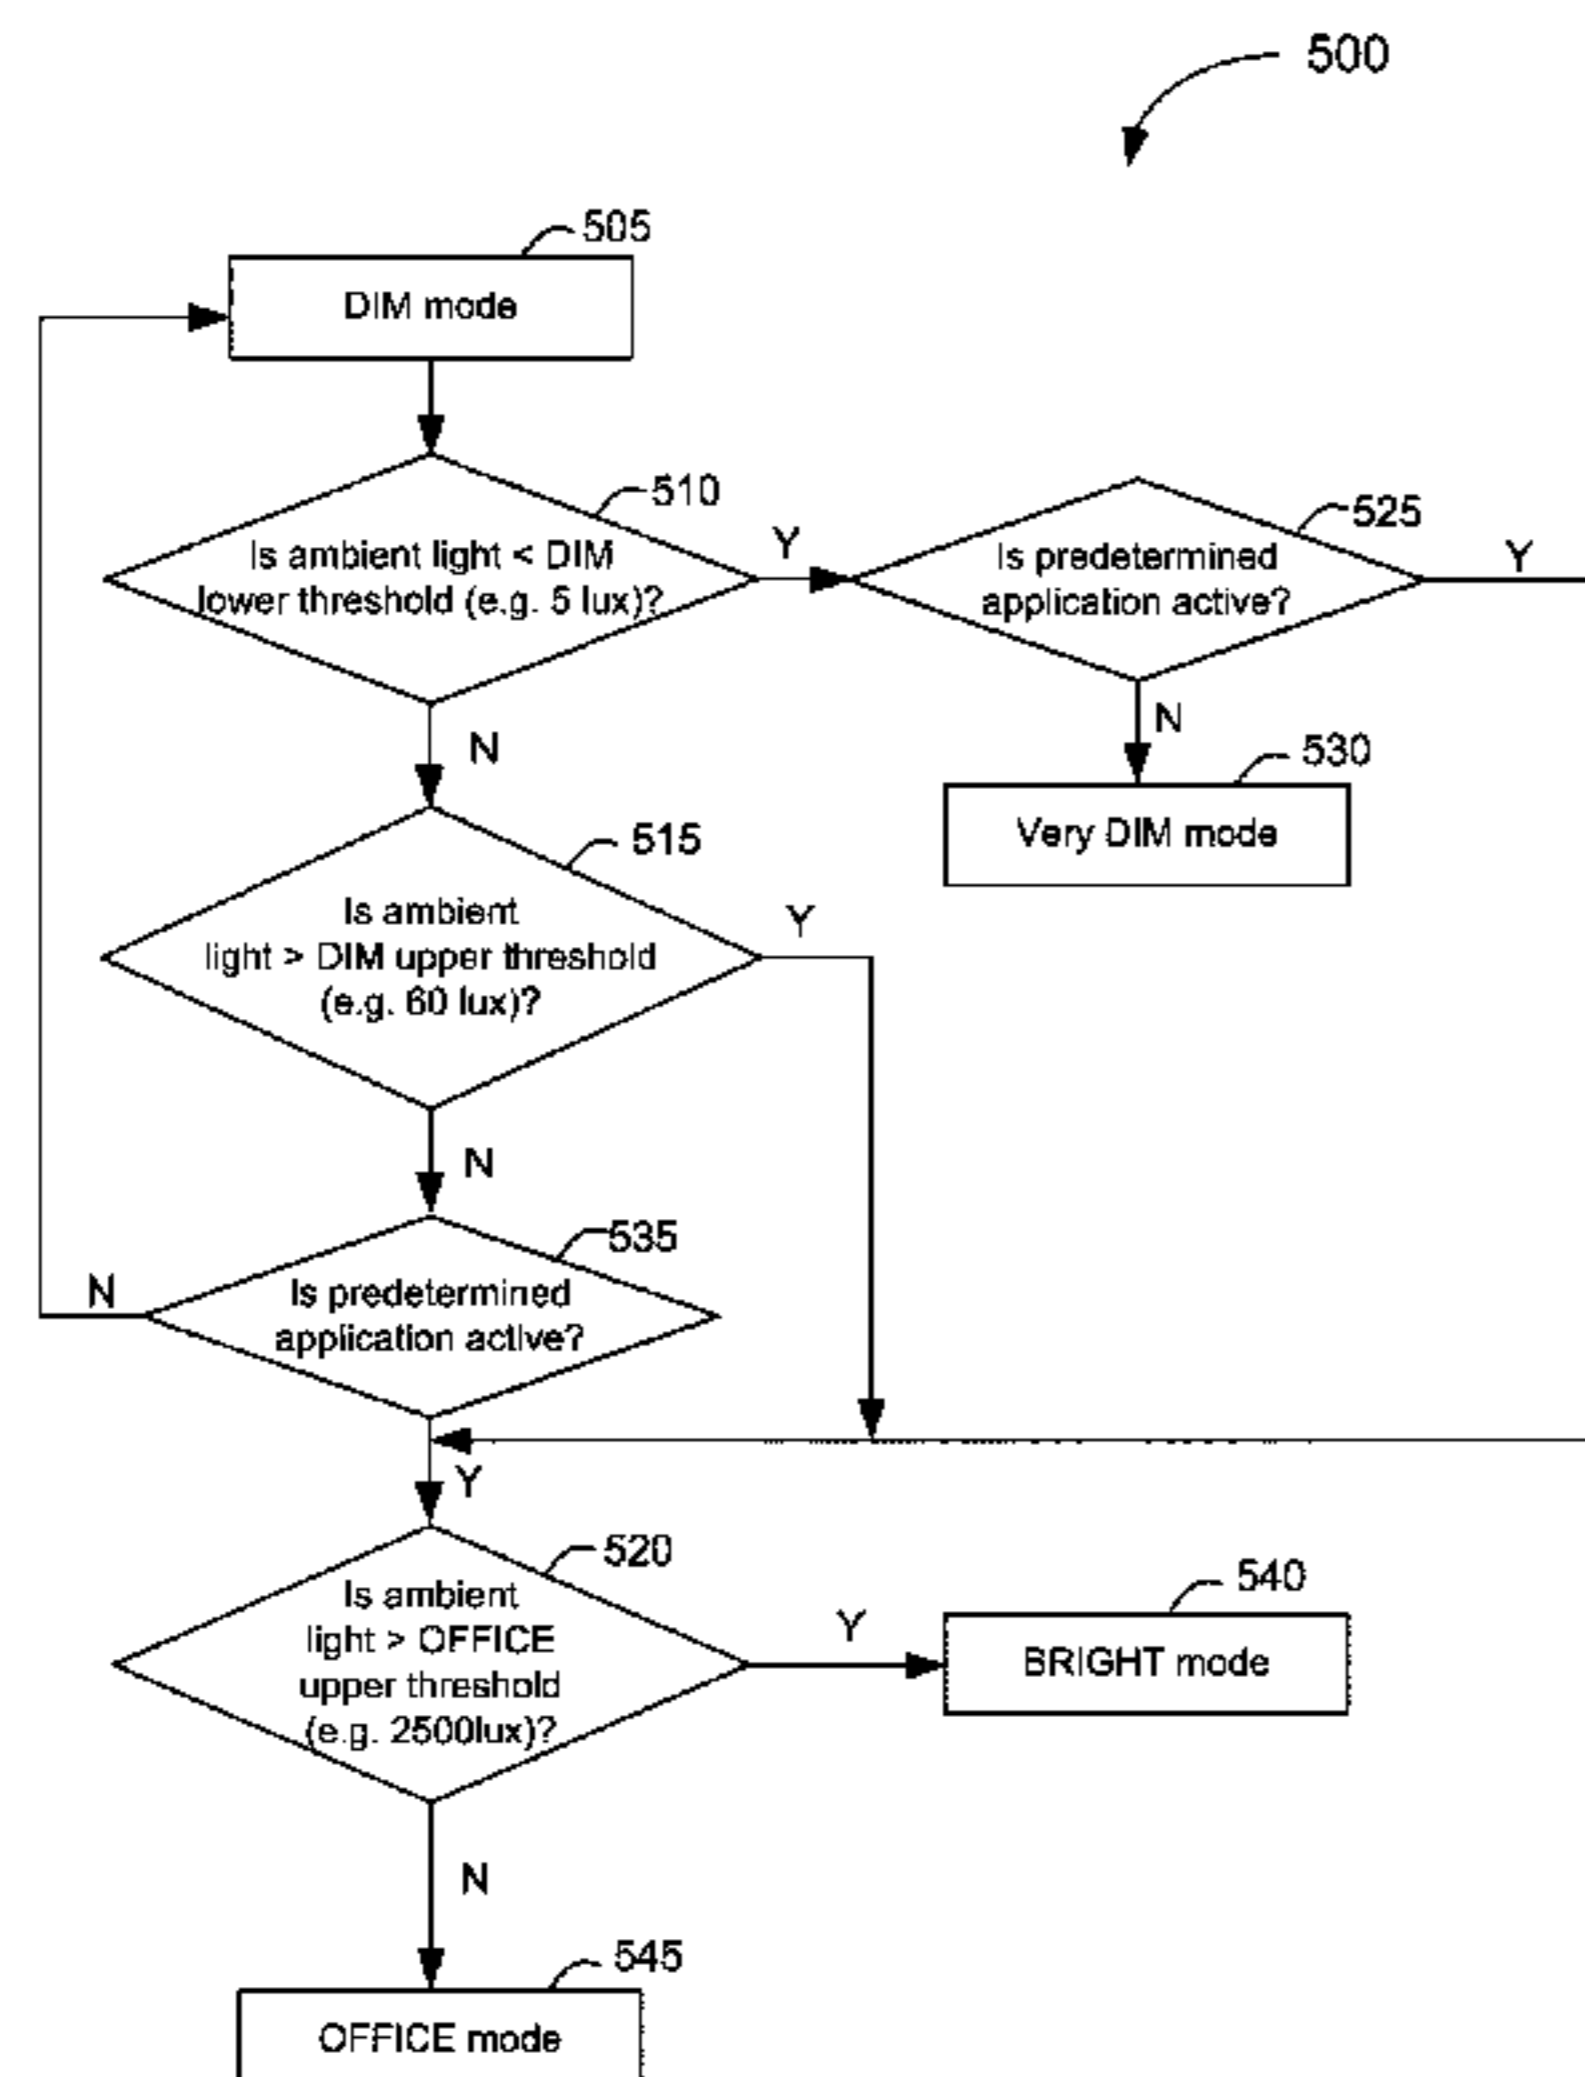 500
505
DIM mode
510
Is ambient light < DIM
lower threshold (e.g. 5 lux)?
Y
525
Is predetermined
application active?
Y
N
N
530
Very DIM mode
515
Is ambient
light > DIM upper threshold
(e.g. 60 lux)?
Y
N
535
Is predetermined
application active?
N
Y
520
Is ambient
light > OFFICE
upper threshold
(e.g. 2500lux)?
Y
540
BRIGHT mode
N
545
OFFICE mode